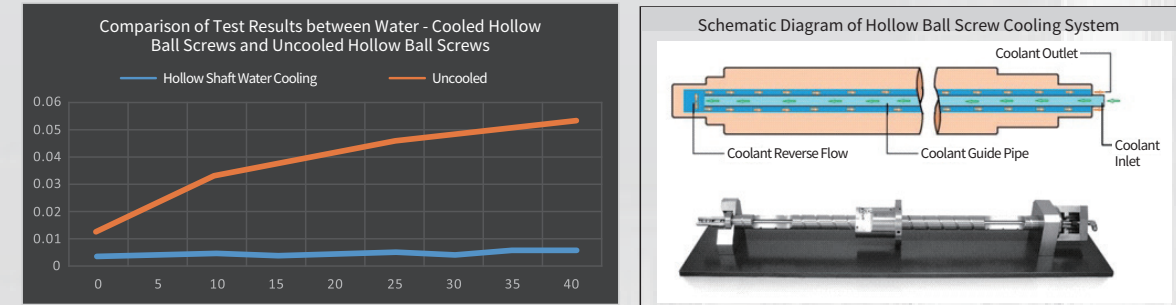 Comparison of Test Results between Water - Cooled Hollow
Ball Screws and Uncooled Hollow Ball Screws
Hollow Shaft Water Cooling
Uncooled
0.06
0.05
0.04
0.03
0.02
0.01
0
0 5 10 15 20 25 30 35 40
Schematic Diagram of Hollow Ball Screw Cooling System
Coolant Outlet
Coolant Reverse Flow
Coolant Guide Pipe
Coolant
Inlet